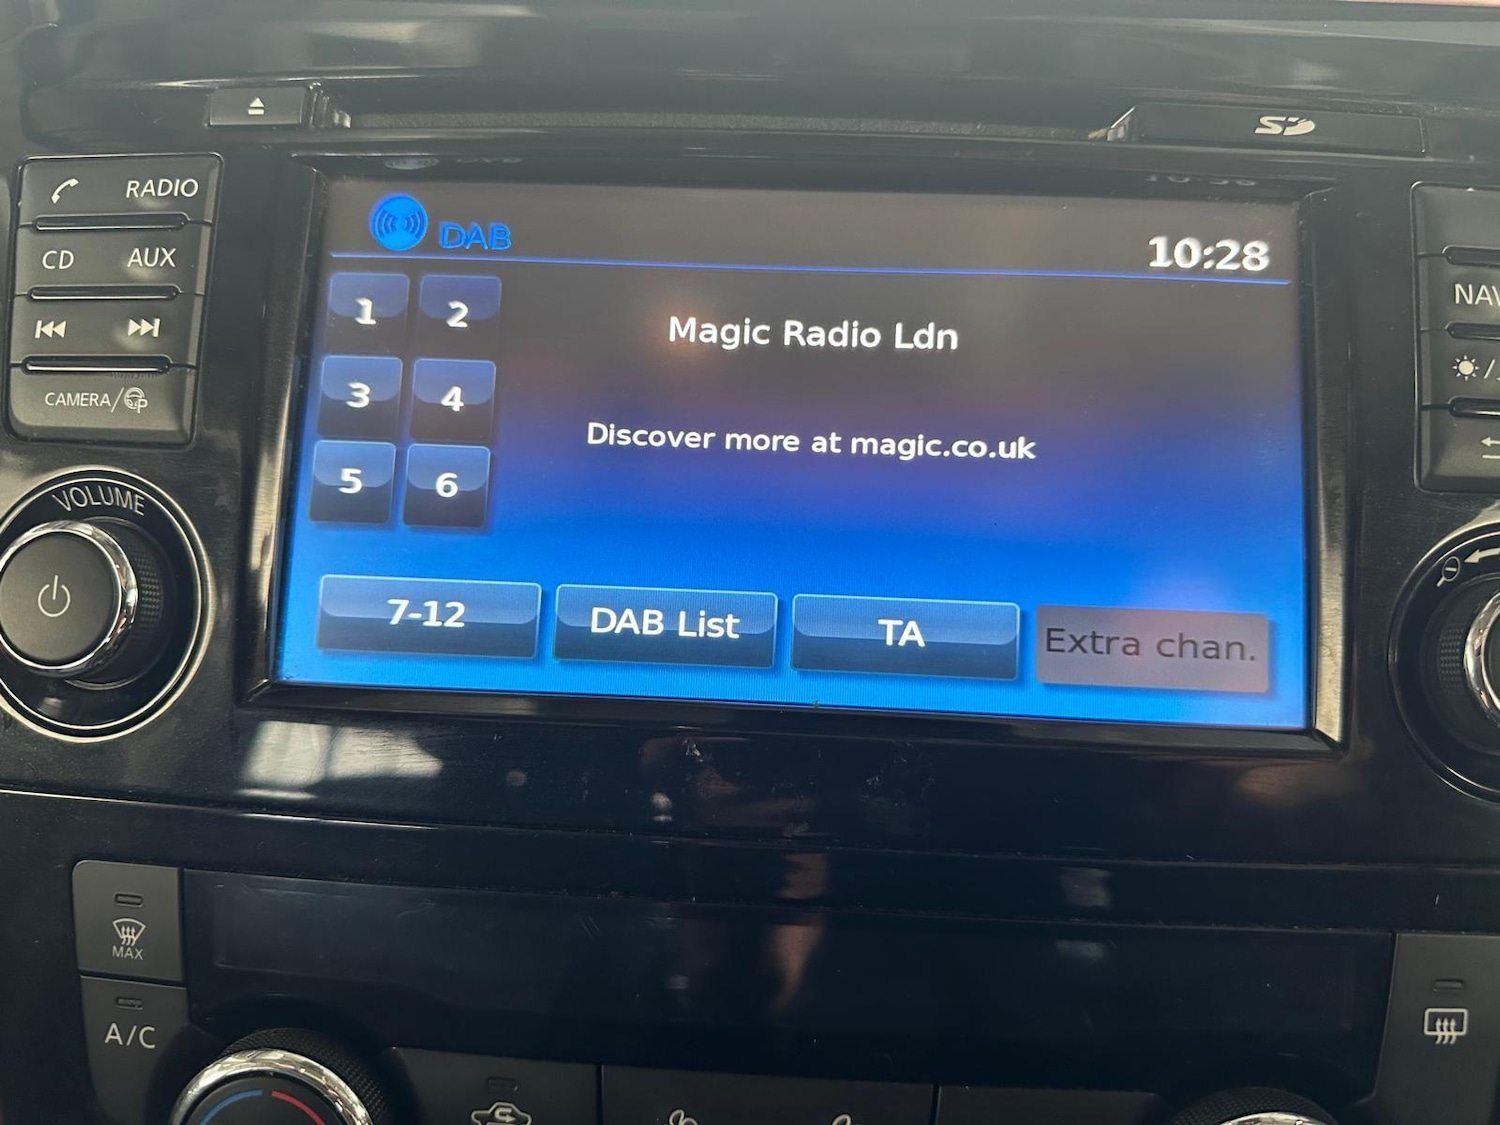 SD
RADIO
CD AUX
CAMERA/P
VOLUME
DAB
10:28
1 2
3 4
5 6
Magic Radio Ldn
Discover more at magic.co.uk
7-12 DAB List TA Extra chan.
MAX
A/C